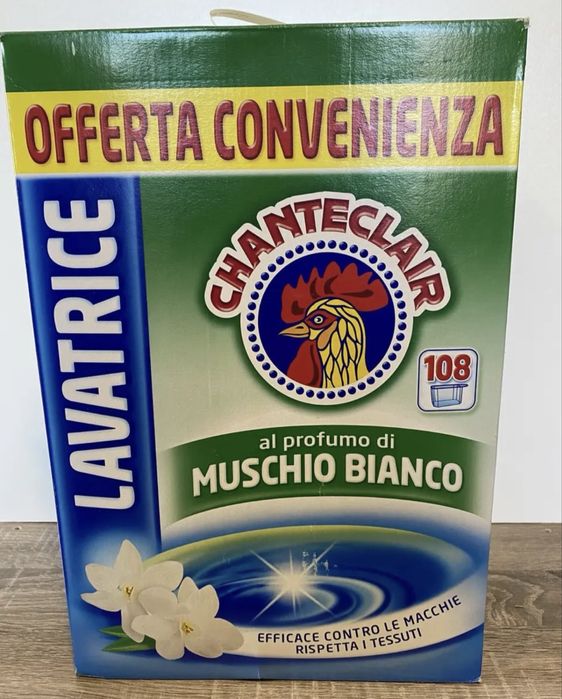 OFFERTA CONVENIENZA
LAVATRICE
CHANTECLAIR
108
al profumo di
MUSCHIO BIANCO
EFFICACE CONTRO LE MACCHIE
RISPETTA I TESSUTI